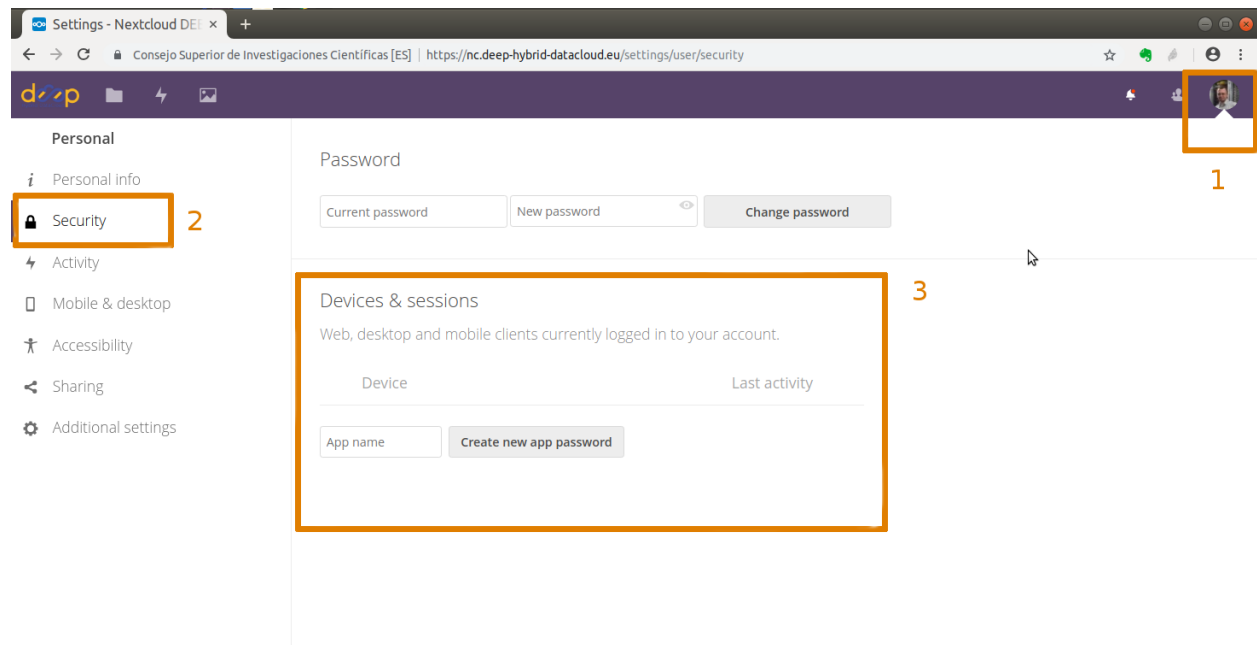 Settings - Nextcloud DEE
Consejo Superior de Investigaciones Científicas [ES] | https://nc.deep-hybrid-datacloud.eu/settings/user/security
deep
1
Personal
Personal info
Security
2
Activity
Mobile & desktop
Accessibility
Sharing
Additional settings
Password
Current password
New password
Change password
3
Devices & sessions
Web, desktop and mobile clients currently logged in to your account.
Device Last activity
App name
Create new app password